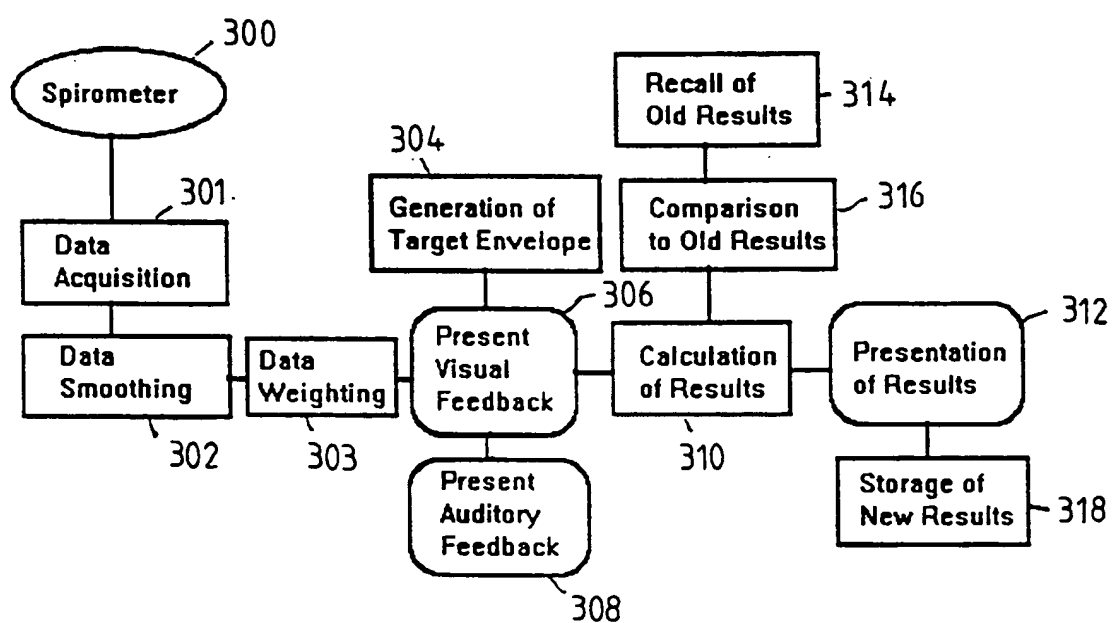 300
Spirometer
301
Data
Acquisition
Data
Smoothing
302
Data
Weighting
303
304
Generation of
Target Envelope
306
Present
Visual
Feedback
Present
Auditory
Feedback
308
Recall of
Old Results
314
Comparison
to Old Results
316
Calculation
of Results
310
312
Presentation
of Results
Storage of
New Results
318